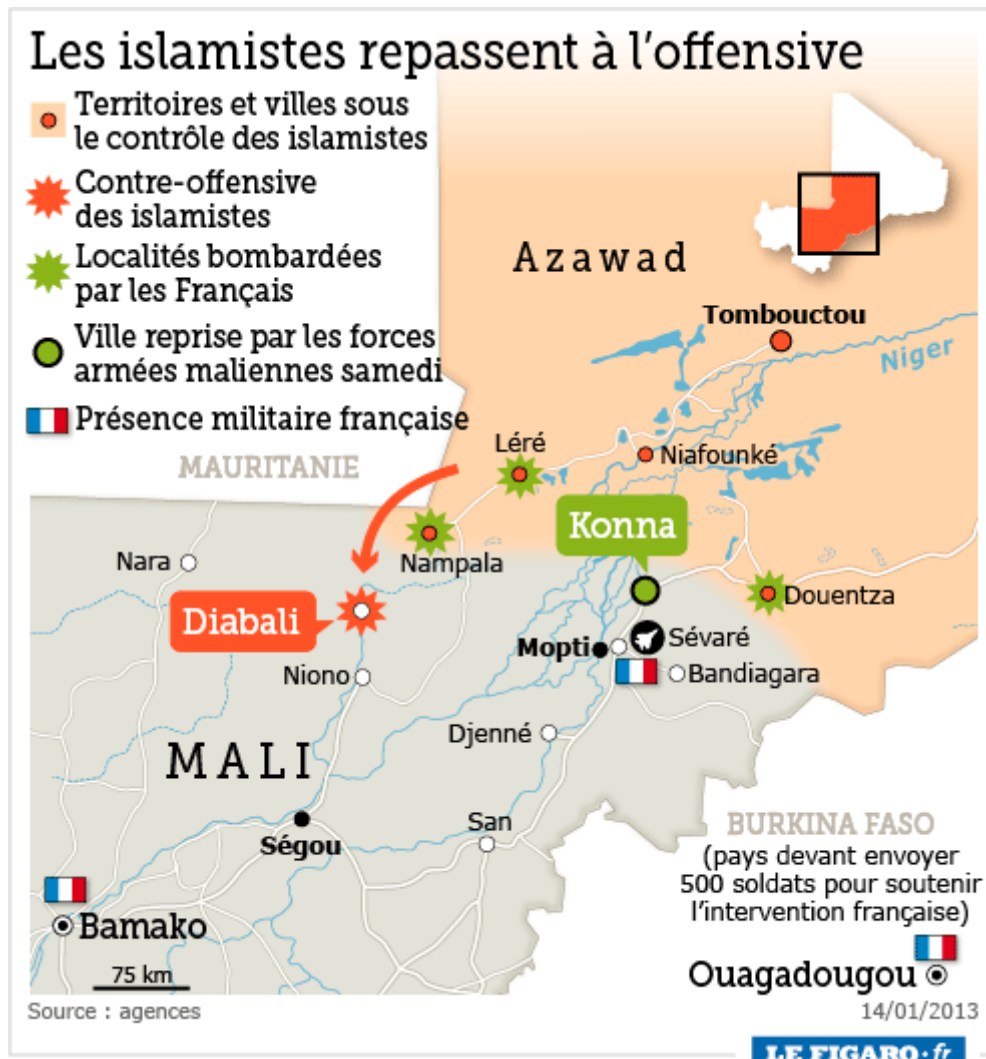 Les islamistes repassent à l'offensive
Territoires et villes sous
le contrôle des islamistes
Contre-offensive
des islamistes
Localités bombardées
par les Français
Ville reprise par les forces
armées maliennes samedi
Présence militaire française
Azawad
Tombouctou
Niger
MAURITANIE
Léré
Niafounké
Konna
Nara
Nampala
Douentza
Diabali
Mopti
Sévaré
Niono
Bandiagara
Djenné
MALI
San
Ségou
BURKINA FASO
(pays devant envoyer
500 soldats pour soutenir
l'intervention française)
Bamako
75 km
Ouagadougou
Source : agences
14/01/2013
LE FIGARO·fr